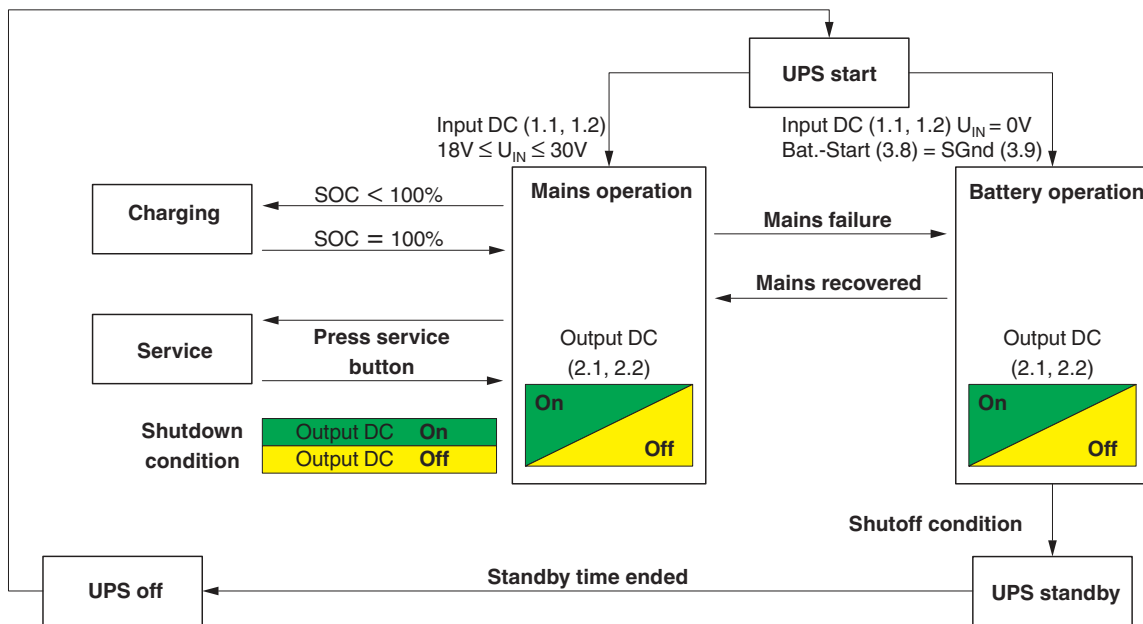 UPS start
Input DC (1.1, 1.2)
18V ≤ UIN ≤ 30V
Input DC (1.1, 1.2) UIN = 0V
Bat.-Start (3.8) = SGnd (3.9)
Charging
SOC < 100%
SOC = 100%
Mains operation
Battery operation
Mains failure
Mains recovered
Service
Press service
button
Output DC
(2.1, 2.2)
On
Off
Output DC
(2.1, 2.2)
On
Off
Shutdown
condition
Output DC On
Output DC Off
Shutoff condition
UPS off
Standby time ended
UPS standby